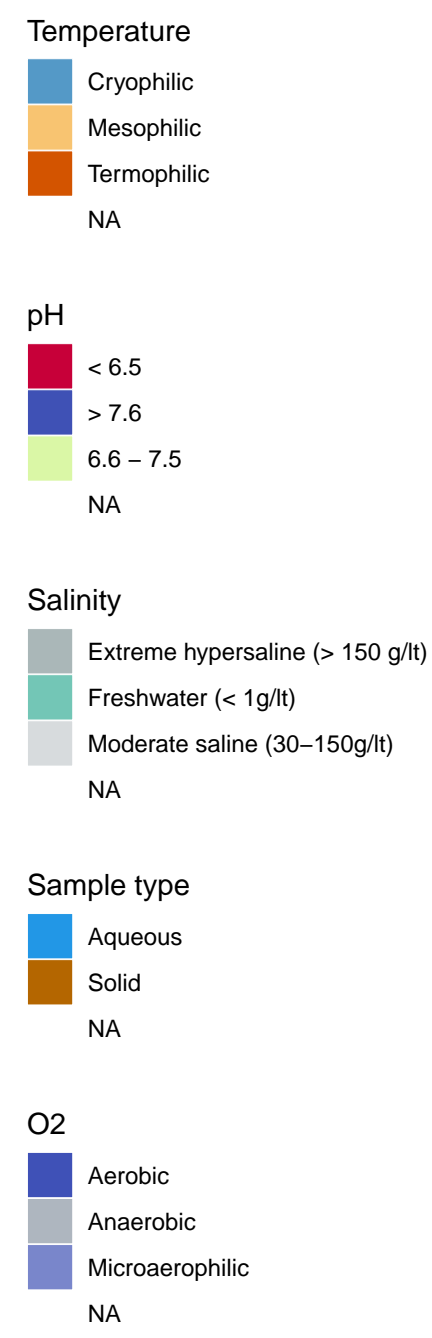 Temperature
Cryophilic
Mesophilic
Termophilic
NA
pH
< 6.5
> 7.6
6.6 − 7.5
NA
Salinity
Extreme hypersaline (> 150 g/lt)
Freshwater (< 1g/lt)
Moderate saline (30−150g/lt)
NA
Sample type
Aqueous
Solid
NA
O2
Aerobic
Anaerobic
Microaerophilic
NA